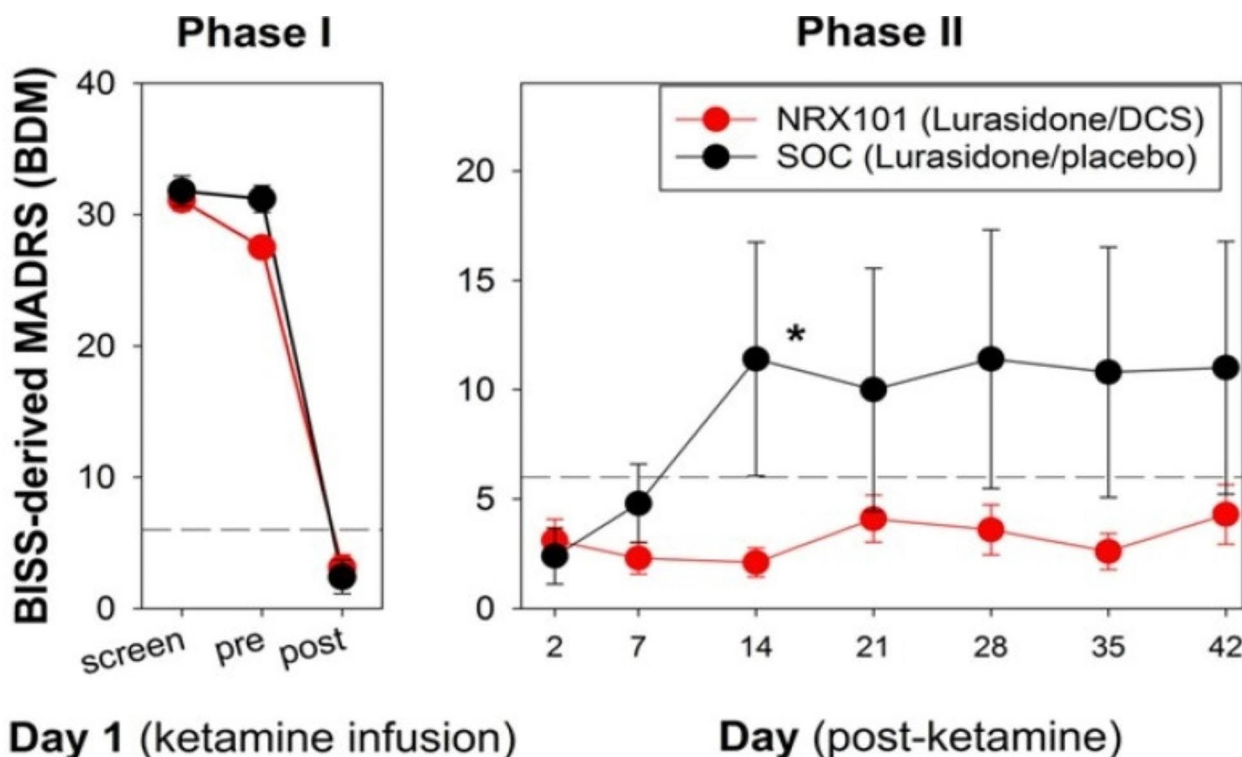 Phase I
Phase II
BISS-derived MADRS (BDM)
40
30
20
10
0
screen
pre
post
Day 1 (ketamine infusion)
NRX101 (Lurasidone/DCS)
SOC (Lurasidone/placebo)
20
15
10
5
0
*
2
7
14
21
28
35
42
Day (post-ketamine)